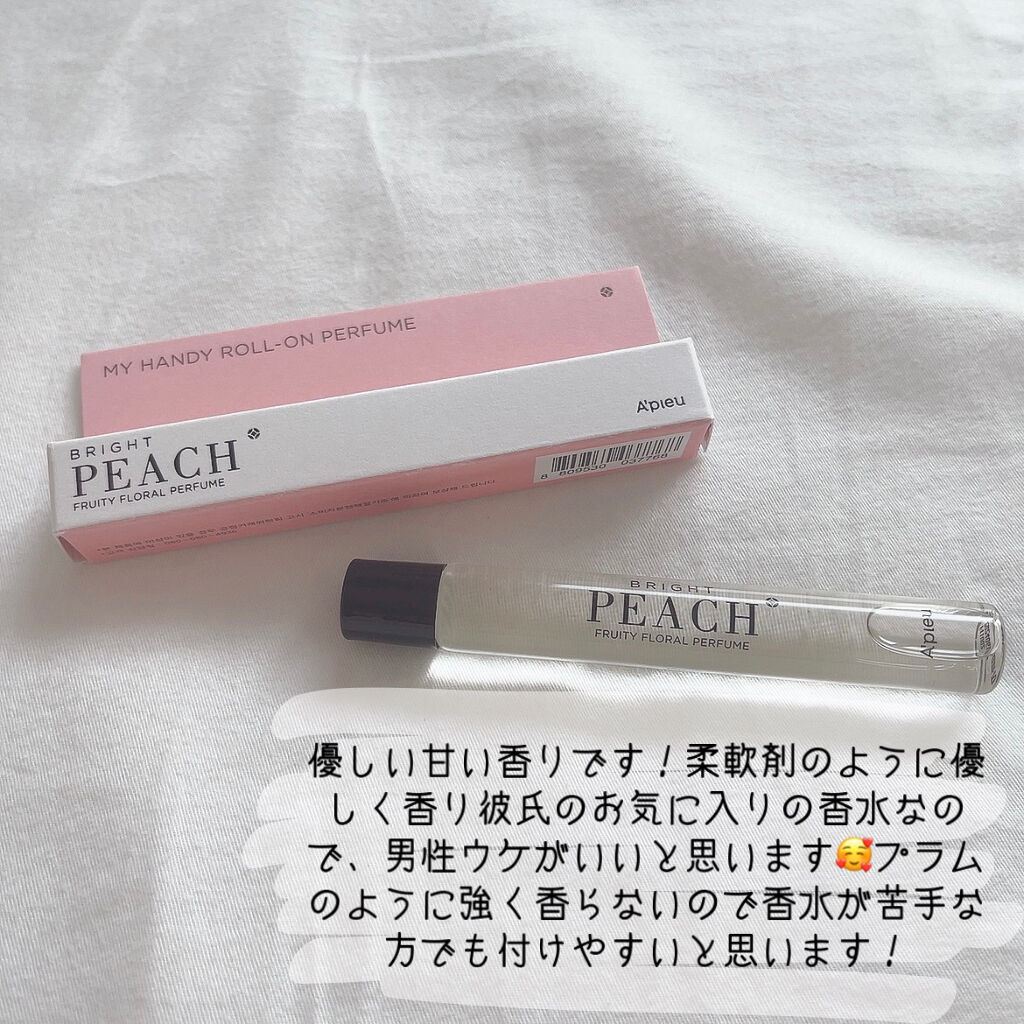 MY HANDY ROLL-ON PERFUME
A'pieu
BRIGHT
PEACH
FRUITY FLORAL PERFUME
8 809530 037768
BRIGHT
PEACH
FRUITY FLORAL PERFUME
A'pieu
優しい甘い香りです！柔軟剤のように優
しく香り彼氏のお気に入りの香水なの
で、男性ウケがいいと思います🥰プラム
のように強く香らないので香水が苦手な
方でも付けやすいと思います！